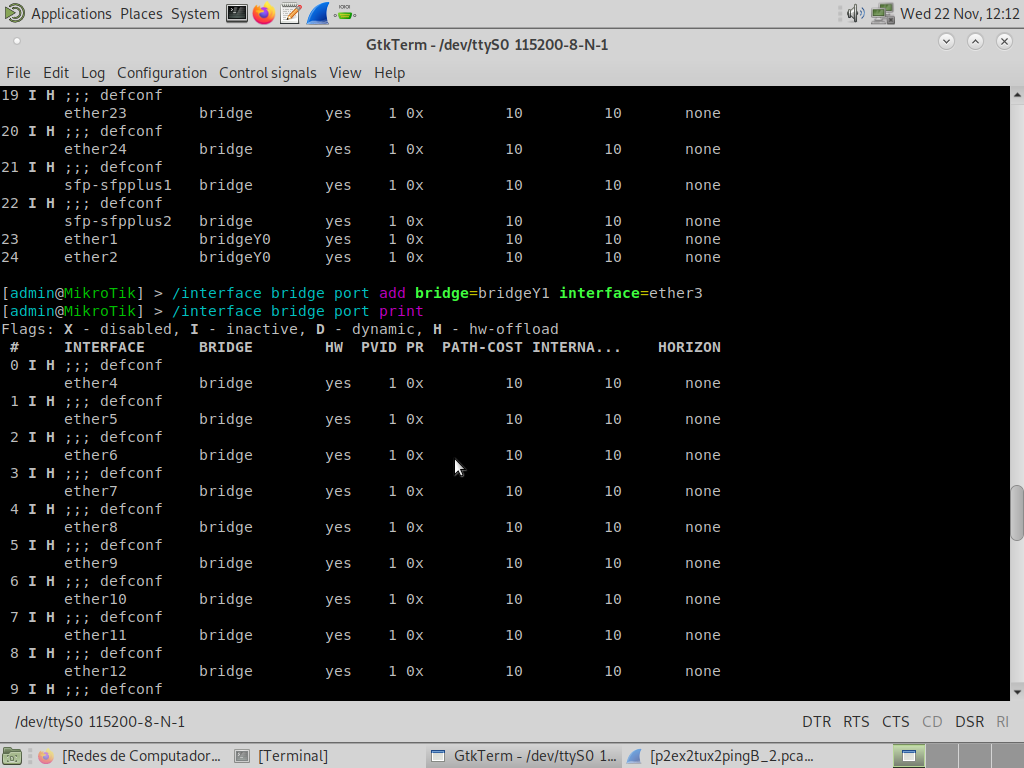 Applications Places System Wed 22 Nov, 12:12
GtkTerm - /dev/ttyS0 115200-8-N-1
File Edit Log Configuration Control signals View Help
19 I H ;;; defconf
ether23 bridge yes 1 0x 10 10 none
20 I H ;;; defconf
ether24 bridge yes 1 0x 10 10 none
21 I H ;;; defconf
sfp-sfpplus1 bridge yes 1 0x 10 10 none
22 I H ;;; defconf
sfp-sfpplus2 bridge yes 1 0x 10 10 none
23 ether1 bridgeY0 yes 1 0x 10 10 none
24 ether2 bridgeY0 yes 1 0x 10 10 none
[admin@MikroTik] > /interface bridge port add bridge=bridgeY1 interface=ether3
[admin@MikroTik] > /interface bridge port print
Flags: X - disabled, I - inactive, D - dynamic, H - hw-offload
# INTERFACE BRIDGE HW PVID PR PATH-COST INTERNA... HORIZON
0 I H ;;; defconf
ether4 bridge yes 1 0x 10 10 none
1 I H ;;; defconf
ether5 bridge yes 1 0x 10 10 none
2 I H ;;; defconf
ether6 bridge yes 1 0x 10 10 none
3 I H ;;; defconf
ether7 bridge yes 1 0x 10 10 none
4 I H ;;; defconf
ether8 bridge yes 1 0x 10 10 none
5 I H ;;; defconf
ether9 bridge yes 1 0x 10 10 none
6 I H ;;; defconf
ether10 bridge yes 1 0x 10 10 none
7 I H ;;; defconf
ether11 bridge yes 1 0x 10 10 none
8 I H ;;; defconf
ether12 bridge yes 1 0x 10 10 none
9 I H ;;; defconf
/dev/ttyS0 115200-8-N-1 DTR RTS CTS CD DSR RI
[Redes de Computador... [Terminal] GtkTerm - /dev/ttyS0 1... [p2ex2tux2pingB_2.pca...